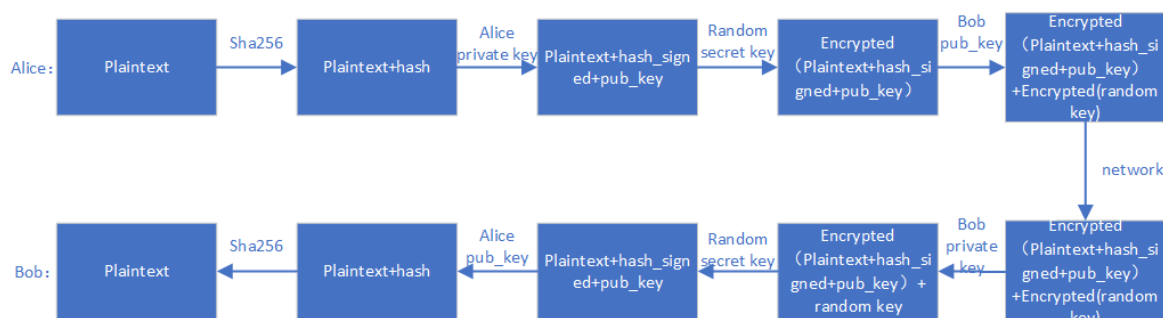 Alice:
Plaintext
Sha256
Plaintext+hash
Alice
private key
Plaintext+hash_sign
ed+pub_key
Random
secret key
Encrypted
（Plaintext+hash_si
gned+pub_key）
Bob
pub_key
Encrypted
（Plaintext+hash_si
gned+pub_key）
+Encrypted(random
key)
network
Bob:
Plaintext
Sha256
Plaintext+hash
Alice
pub_key
Plaintext+hash_sign
ed+pub_key
Random
secret key
Encrypted
（Plaintext+hash_si
gned+pub_key）+
random key
Bob
private
key
Encrypted
（Plaintext+hash_si
gned+pub_key）
+Encrypted(random
key)